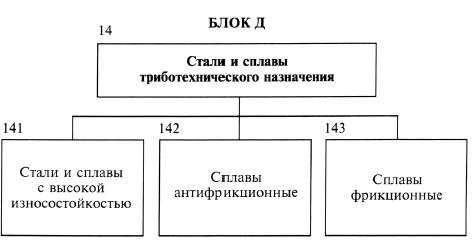 БЛОК Д
14
Стали и сплавы
триботехнического назначения
141
Стали и сплавы
с высокой
износостойкостью
142
Сплавы
антифрикционные
143
Сплавы
фрикционные